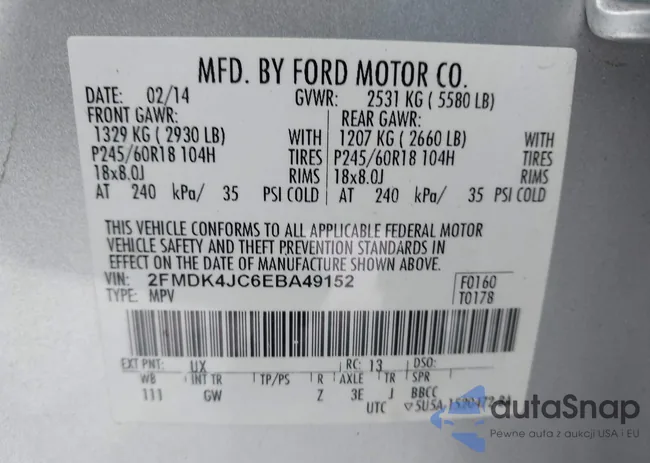 MFD. BY FORD MOTOR CO.
DATE: 02/14 GVWR: 2531 KG ( 5580 LB)
FRONT GAWR: REAR GAWR:
1329 KG ( 2930 LB) WITH 1207 KG ( 2660 LB) WITH
P245/60R18 104H TIRES P245/60R18 104H TIRES
18x8.0J RIMS 18x8.0J RIMS
AT 240 kPa/ 35 PSI COLD AT 240 kPa/ 35 PSI COLD
THIS VEHICLE CONFORMS TO ALL APPLICABLE FEDERAL MOTOR
VEHICLE SAFETY AND THEFT PREVENTION STANDARDS IN
EFFECT ON THE DATE OF MANUFACTURE SHOWN ABOVE.
VIN: 2FMDK4JC6EBA49152 F0160
TYPE: MPV T0178
EXT PNT: UX RC: 13 DSO:
WB INT TR TP/PS R AXLE TR SPR
111 GW Z 3E J BBCC
UTC
autaSnap
Pewne auta z aukcji USA i EU